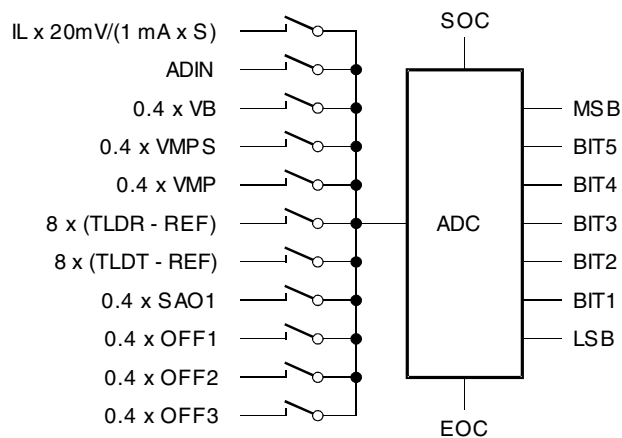 IL x 20mV/(1 mA x S)
ADIN
0.4 x VB
0.4 x VMPS
0.4 x VMP
8 x (TLDR - REF)
8 x (TLDT - REF)
0.4 x SAO1
0.4 x OFF1
0.4 x OFF2
0.4 x OFF3
SOC
ADC
EOC
MSB
BIT5
BIT4
BIT3
BIT2
BIT1
LSB